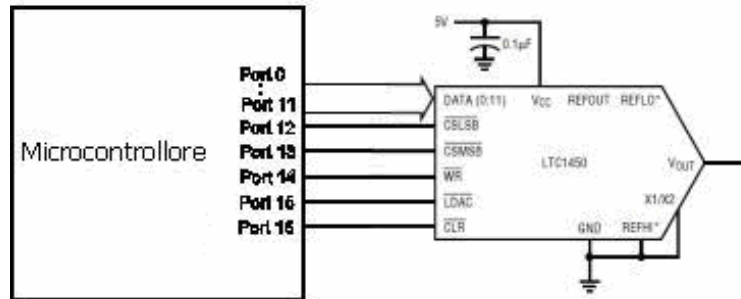 5V
0.1µF
Port 0
Port 11
Port 12
Port 13
Port 14
Port 15
Port 16
Microcontrollore
DATA (0:11)
VCC
REFOUT
REFLO*
CSLSB
CSMSB
WR
LDAC
CLR
LTC1450
VOUT
X1/X2
GND
REFHI*